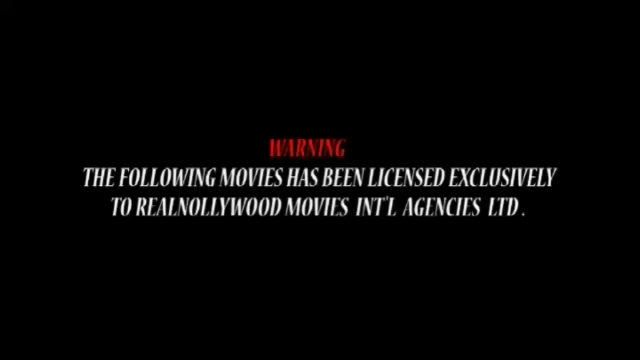 WARNING
THE FOLLOWING MOVIES HAS BEEN LICENSED EXCLUSIVELY
TO REALNOLLYWOOD MOVIES INT'L AGENCIES LTD.